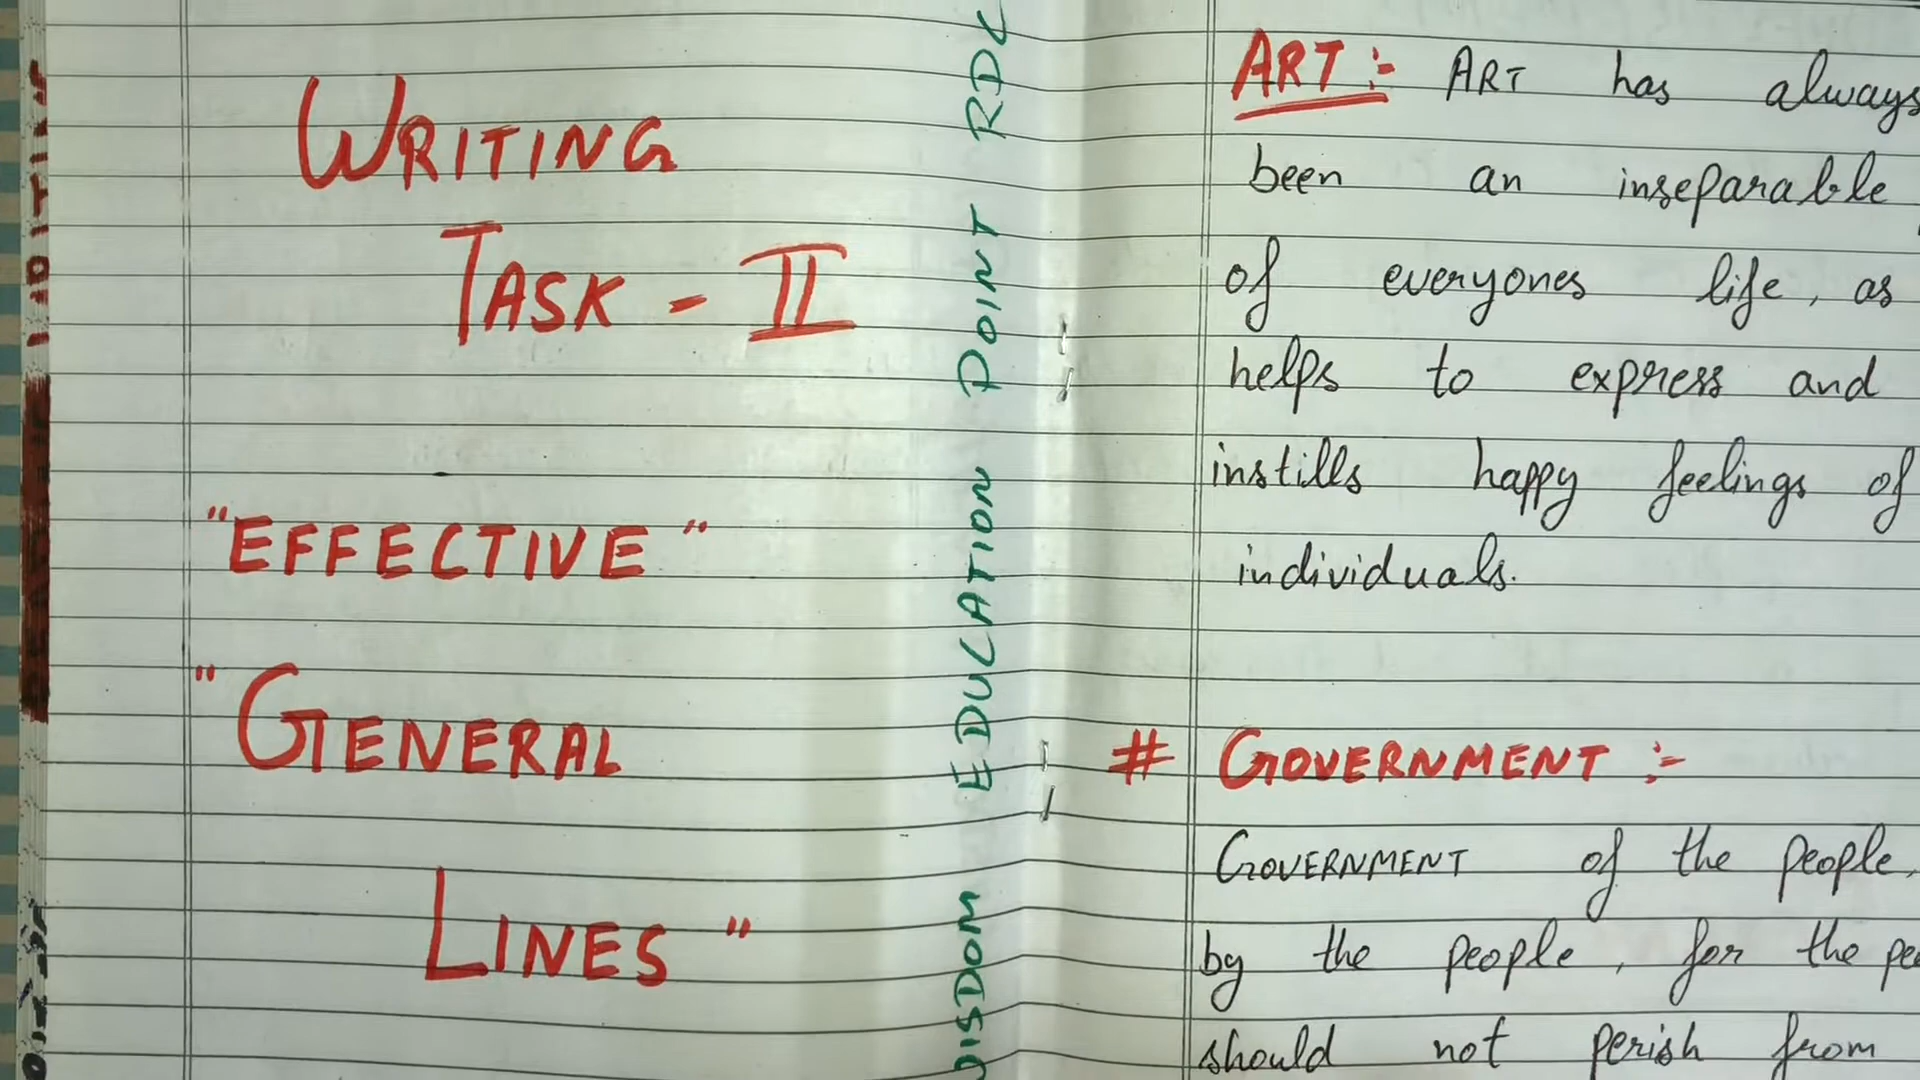 WRITING
TASK - II
"EFFECTIVE"
"GENERAL
LINES"
WISDOM EDUCATION POINT RDK
ART :- ART has always
been an inseparable
of everyones life, as
helps to express and
instills happy feelings of
individuals.
# GOVERNMENT :-
GOVERNMENT of the people,
by the people, for the
should not perish from